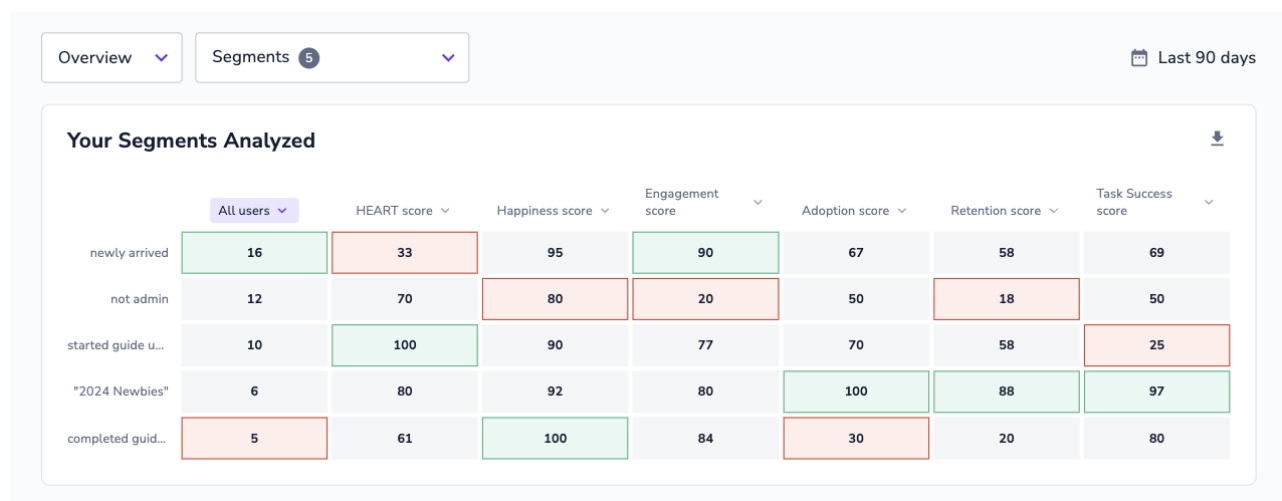 Overview
Segments 5
Last 90 days
Your Segments Analyzed
All users HEART score Happiness score Engagement score Adoption score Retention score Task Success score
newly arrived 16 33 95 90 67 58 69
not admin 12 70 80 20 50 18 50
started guide u... 10 100 90 77 70 58 25
"2024 Newbies" 6 80 92 80 100 88 97
completed guid... 5 61 100 84 30 20 80